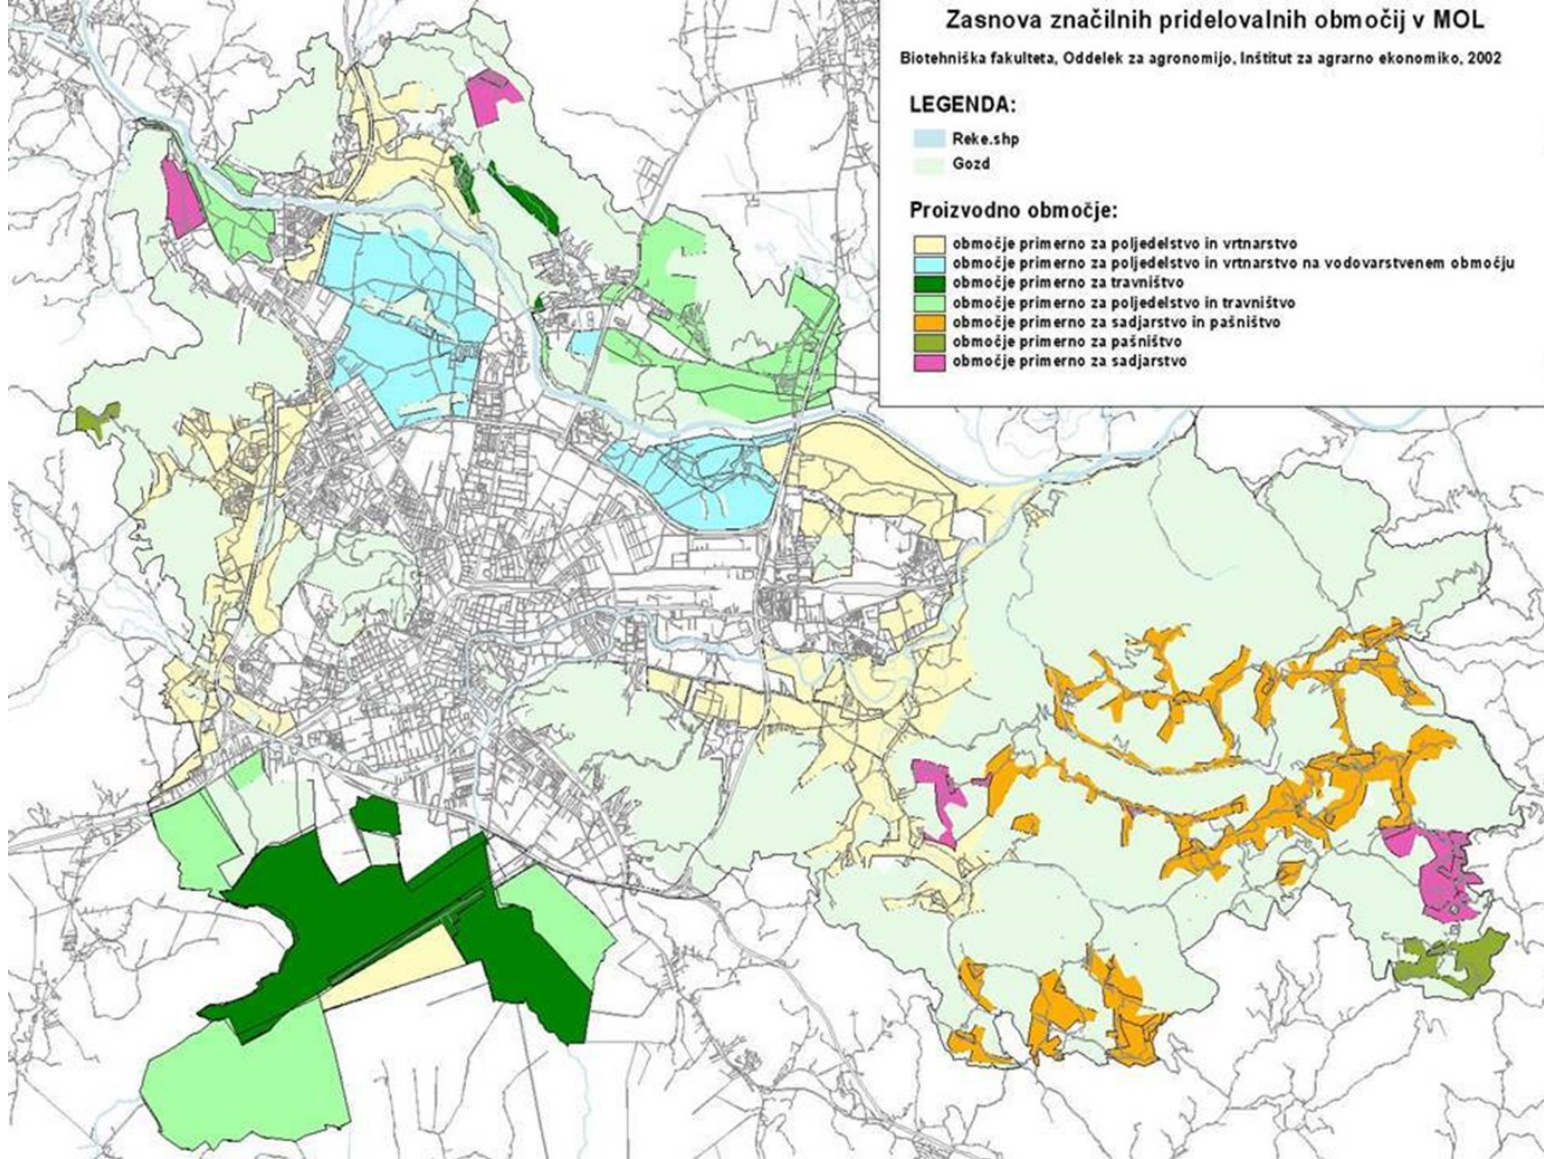 Zasnova značilnih pridelovalnih območij v MOL
Biotehniška fakulteta, Oddelek za agronomijo, Inštitut za agrarno ekonomiko, 2002
LEGENDA:
Reke.shp
Gozd
Proizvodno območje:
območje primerno za poljedelstvo in vrtnarstvo
območje primerno za poljedelstvo in vrtnarstvo na vodovarstvenem območju
območje primerno za travništvo
območje primerno za poljedelstvo in travništvo
območje primerno za sadjarstvo in pašništvo
območje primerno za pašništvo
območje primerno za sadjarstvo